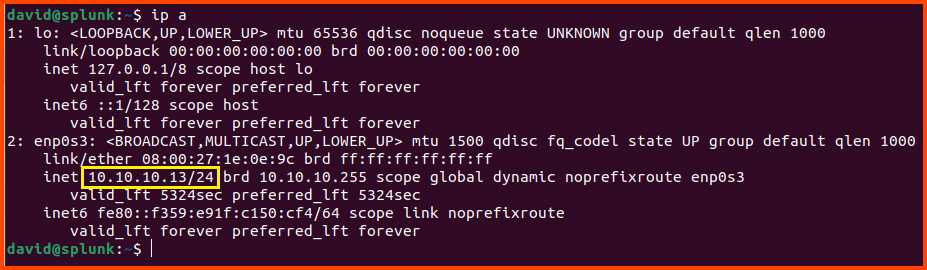 david@splunk:~$ ip a
1: lo: <LOOPBACK,UP,LOWER_UP> mtu 65536 qdisc noqueue state UNKNOWN group default qlen 1000
    link/loopback 00:00:00:00:00:00 brd 00:00:00:00:00:00
    inet 127.0.0.1/8 scope host lo
       valid_lft forever preferred_lft forever
    inet6 ::1/128 scope host
       valid_lft forever preferred_lft forever
2: enp0s3: <BROADCAST,MULTICAST,UP,LOWER_UP> mtu 1500 qdisc fq_codel state UP group default qlen 1000
    link/ether 08:00:27:1e:0e:9c brd ff:ff:ff:ff:ff:ff
    inet 10.10.10.13/24 brd 10.10.10.255 scope global dynamic noprefixroute enp0s3
       valid_lft 5324sec preferred_lft 5324sec
    inet6 fe80::f359:e91f:c150:cf4/64 scope link noprefixroute
       valid_lft forever preferred_lft forever
david@splunk:~$